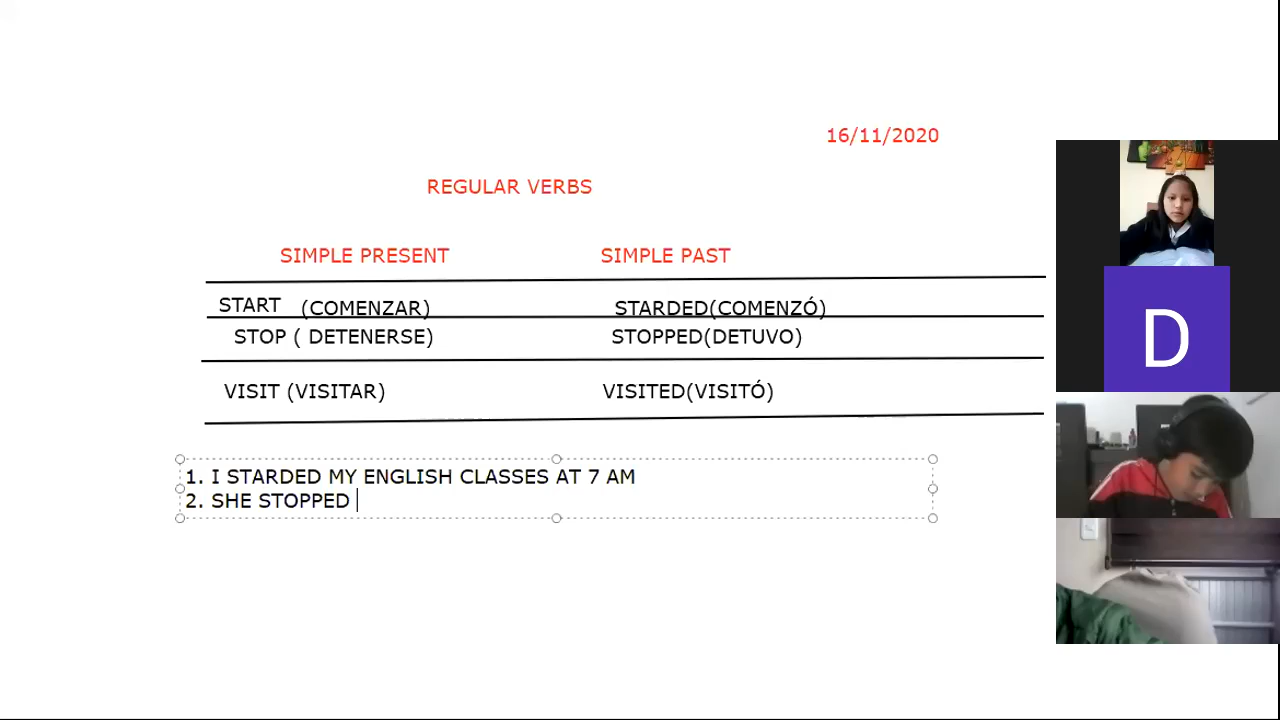 16/11/2020
REGULAR VERBS
SIMPLE PRESENT SIMPLE PAST
START (COMENZAR) STARDED(COMENZÓ)
STOP ( DETENERSE) STOPPED(DETUVO)
VISIT (VISITAR) VISITED(VISITÓ)
1. I STARDED MY ENGLISH CLASSES AT 7 AM
2. SHE STOPPED
D